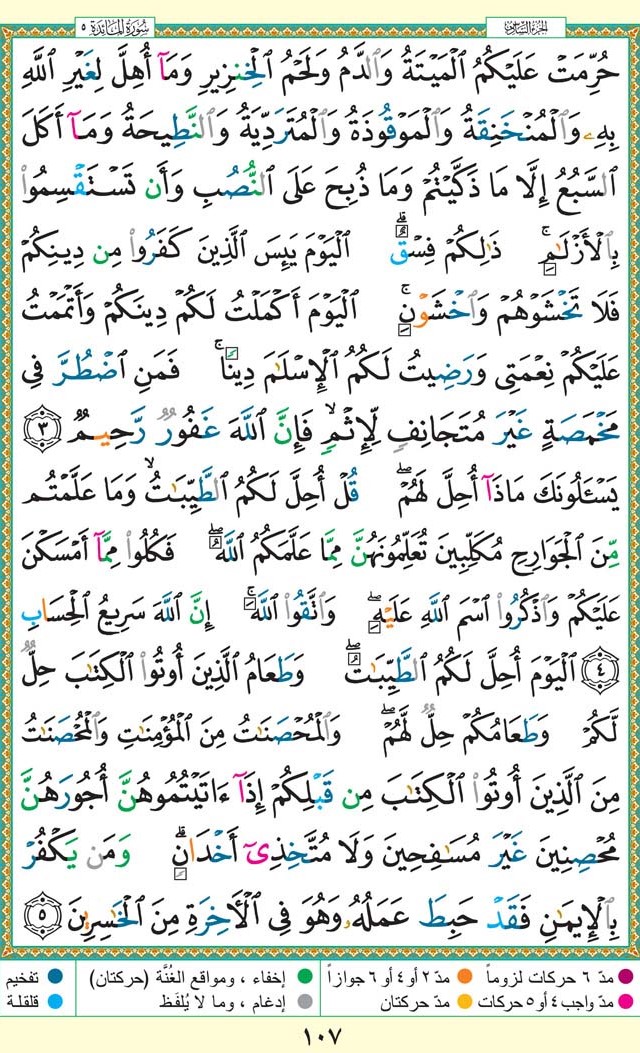 سُورَةُ المَائدَة ٥
الجزء السادس
حُرِّمَتْ عَلَيْكُمُ ٱلْمَيْتَةُ وَٱلدَّمُ وَلَحْمُ ٱلْخِنزِيرِ وَمَآ أُهِلَّ لِغَيْرِ ٱللَّهِ
بِهِۦ وَٱلْمُنْخَنِقَةُ وَٱلْمَوْقُوذَةُ وَٱلْمُتَرَدِّيَةُ وَٱلنَّطِيحَةُ وَمَآ أَكَلَ
ٱلسَّبُعُ إِلَّا مَا ذَكَّيْتُمْ وَمَا ذُبِحَ عَلَى ٱلنُّصُبِ وَأَن تَسْتَقْسِمُوا۟
بِٱلْأَزْلَـٰمِ ۚ ذَٰلِكُمْ فِسْقٌ ۗ ٱلْيَوْمَ يَئِسَ ٱلَّذِينَ كَفَرُوا۟ مِن دِينِكُمْ
فَلَا تَخْشَوْهُمْ وَٱخْشَوْنِ ۚ ٱلْيَوْمَ أَكْمَلْتُ لَكُمْ دِينَكُمْ وَأَتْمَمْتُ
عَلَيْكُمْ نِعْمَتِى وَرَضِيتُ لَكُمُ ٱلْإِسْلَـٰمَ دِينًا ۚ فَمَنِ ٱضْطُرَّ فِى
مَخْمَصَةٍ غَيْرَ مُتَجَانِفٍ لِّإِثْمٍ ۙ فَإِنَّ ٱللَّهَ غَفُورٌ رَّحِيمٌ ٣
يَسْـَٔلُونَكَ مَاذَآ أُحِلَّ لَهُمْ ۖ قُلْ أُحِلَّ لَكُمُ ٱلطَّيِّبَـٰتُ ۙ وَمَا عَلَّمْتُم
مِّنَ ٱلْجَوَارِحِ مُكَلِّبِينَ تُعَلِّمُونَهُنَّ مِمَّا عَلَّمَكُمُ ٱللَّهُ ۖ فَكُلُوا۟ مِمَّآ أَمْسَكْنَ
عَلَيْكُمْ وَٱذْكُرُوا۟ ٱسْمَ ٱللَّهِ عَلَيْهِ ۖ وَٱتَّقُوا۟ ٱللَّهَ ۚ إِنَّ ٱللَّهَ سَرِيعُ ٱلْحِسَابِ
٤ ٱلْيَوْمَ أُحِلَّ لَكُمُ ٱلطَّيِّبَـٰتُ ۖ وَطَعَامُ ٱلَّذِينَ أُوتُوا۟ ٱلْكِتَـٰبَ حِلٌّ
لَّكُمْ وَطَعَامُكُمْ حِلٌّ لَّهُمْ ۖ وَٱلْمُحْصَنَـٰتُ مِنَ ٱلْمُؤْمِنَـٰتِ وَٱلْمُحْصَنَـٰتُ
مِنَ ٱلَّذِينَ أُوتُوا۟ ٱلْكِتَـٰبَ مِن قَبْلِكُمْ إِذَآ ءَاتَيْتُمُوهُنَّ أُجُورَهُنَّ
مُحْصِنِينَ غَيْرَ مُسَـٰفِحِينَ وَلَا مُتَّخِذِىٓ أَخْدَانٍ ۗ وَمَن يَكْفُرْ
بِٱلْإِيمَـٰنِ فَقَدْ حَبِطَ عَمَلُهُۥ وَهُوَ فِى ٱلْـَٔاخِرَةِ مِنَ ٱلْخَـٰسِرِينَ ٥
مدّ ٦ حركات لزوماً
مدّ ٢ أو ٤ أو ٦ جوازاً
إخفاء ، ومواقع الغُنَّة (حركتان)
تفخيم
مدّ واجب ٤ أو ٥ حركات
مدّ حركتان
إدغام ، وما لا يُلفَظ
قلقلة
١٠٧